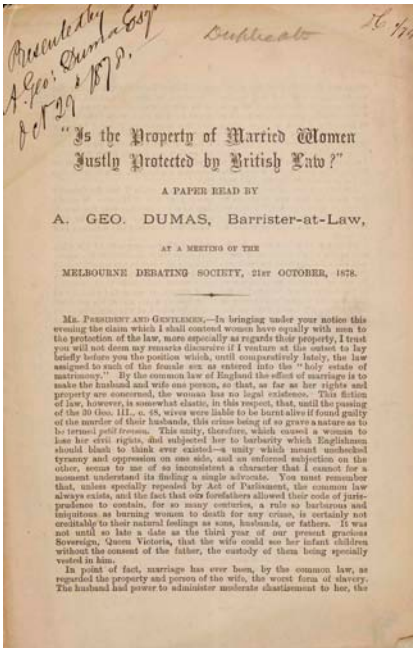 Presented by
A. Geo: Dumas Esqr
Oct 29 1878.
Duplicate
"Is the Property of Married Women
Justly Protected by British Law?"
A PAPER READ BY
A. GEO. DUMAS, Barrister-at-Law,
AT A MEETING OF THE
MELBOURNE DEBATING SOCIETY, 21ST OCTOBER, 1878.
MR. PRESIDENT AND GENTLEMEN,—In bringing under your notice this
evening the claim which I shall contend women have equally with men to
the protection of the law, more especially as regards their property, I trust
you will not deem my remarks discursive if I venture at the outset to lay
briefly before you the position which, until comparatively lately, the law
assigned to such of the female sex as entered into the "holy estate of
matrimony." By the common law of England the effect of marriage is to
make the husband and wife one person, so that, as far as her rights and
property are concerned, the woman has no legal existence. This fiction
of law, however, is somewhat elastic, in this respect, that, until the passing
of the 30 Geo. III., c. 48, wives were liable to be burnt alive if found guilty
of the murder of their husbands, this crime being of so grave a nature as to
be termed petit treason. This unity, therefore, which caused a woman to
lose her civil rights, and subjected her to barbarity which Englishmen
should blush to think ever existed—a unity which meant unchecked
tyranny and oppression on one side, and an enforced subjection on the
other, seems to me of so inconsistent a character that I cannot for a
moment understand its finding a single advocate. You must remember
that, unless specially repealed by Act of Parliament, the common law
always exists, and the fact that our forefathers allowed their code of juris-
prudence to contain, for so many centuries, a rule so barbarous and
iniquitous as burning women to death for any crime, is certainly not
creditable to their natural feelings as sons, husbands, or fathers. It was
not until so late a date as the third year of our present gracious
Sovereign, Queen Victoria, that the wife could see her infant children
without the consent of the father, the custody of them being specially
vested in him.
In point of fact, marriage has ever been, by the common law, as
regarded the property and person of the wife, the worst form of slavery.
The husband had power to administer moderate chastisement to her, the